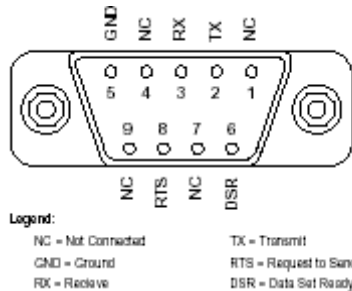 GND NC RX TX NC
5 4 3 2 1
9 8 7 6
NC RTS NC DSR
Legend:
NC = Not Connected TX = Transmit
GND = Ground RTS = Request to Send
RX = Recieve DSR = Data Set Ready